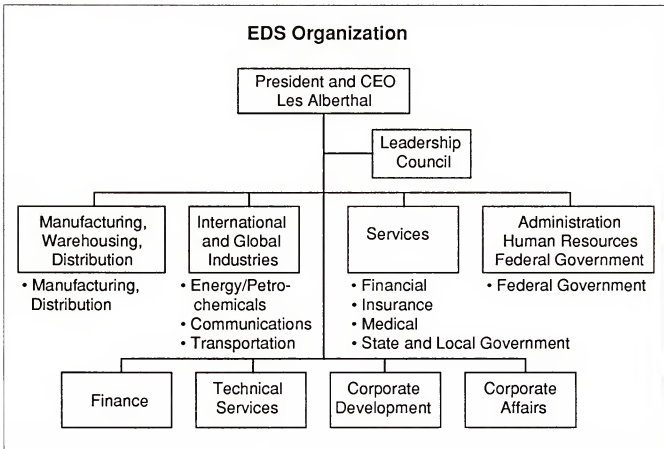 EDS Organization
President and CEO
Les Alberthal
Leadership
Council
Manufacturing,
Warehousing,
Distribution
• Manufacturing,
Distribution
International
and Global
Industries
• Energy/Petro-
chemicals
• Communications
• Transportation
Services
• Financial
• Insurance
• Medical
• State and Local Government
Administration
Human Resources
Federal Government
• Federal Government
Finance
Technical
Services
Corporate
Development
Corporate
Affairs